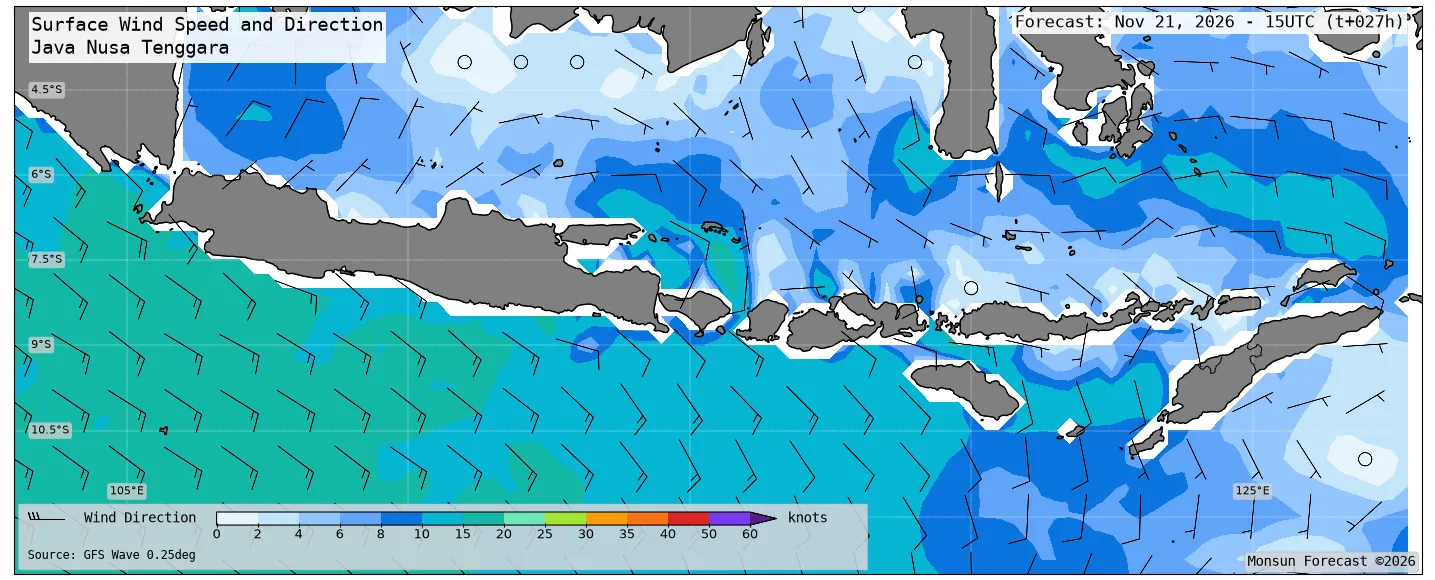 Surface Wind Speed and Direction
Java Nusa Tenggara
Forecast: Nov 21, 2026 - 15UTC (t+027h)
4.5°S
6°S
7.5°S
9°S
10.5°S
105°E
125°E
Wind Direction
0 2 4 6 8 10 15 20 25 30 35 40 50 60
knots
Source: GFS Wave 0.25deg
Monsun Forecast ©2026